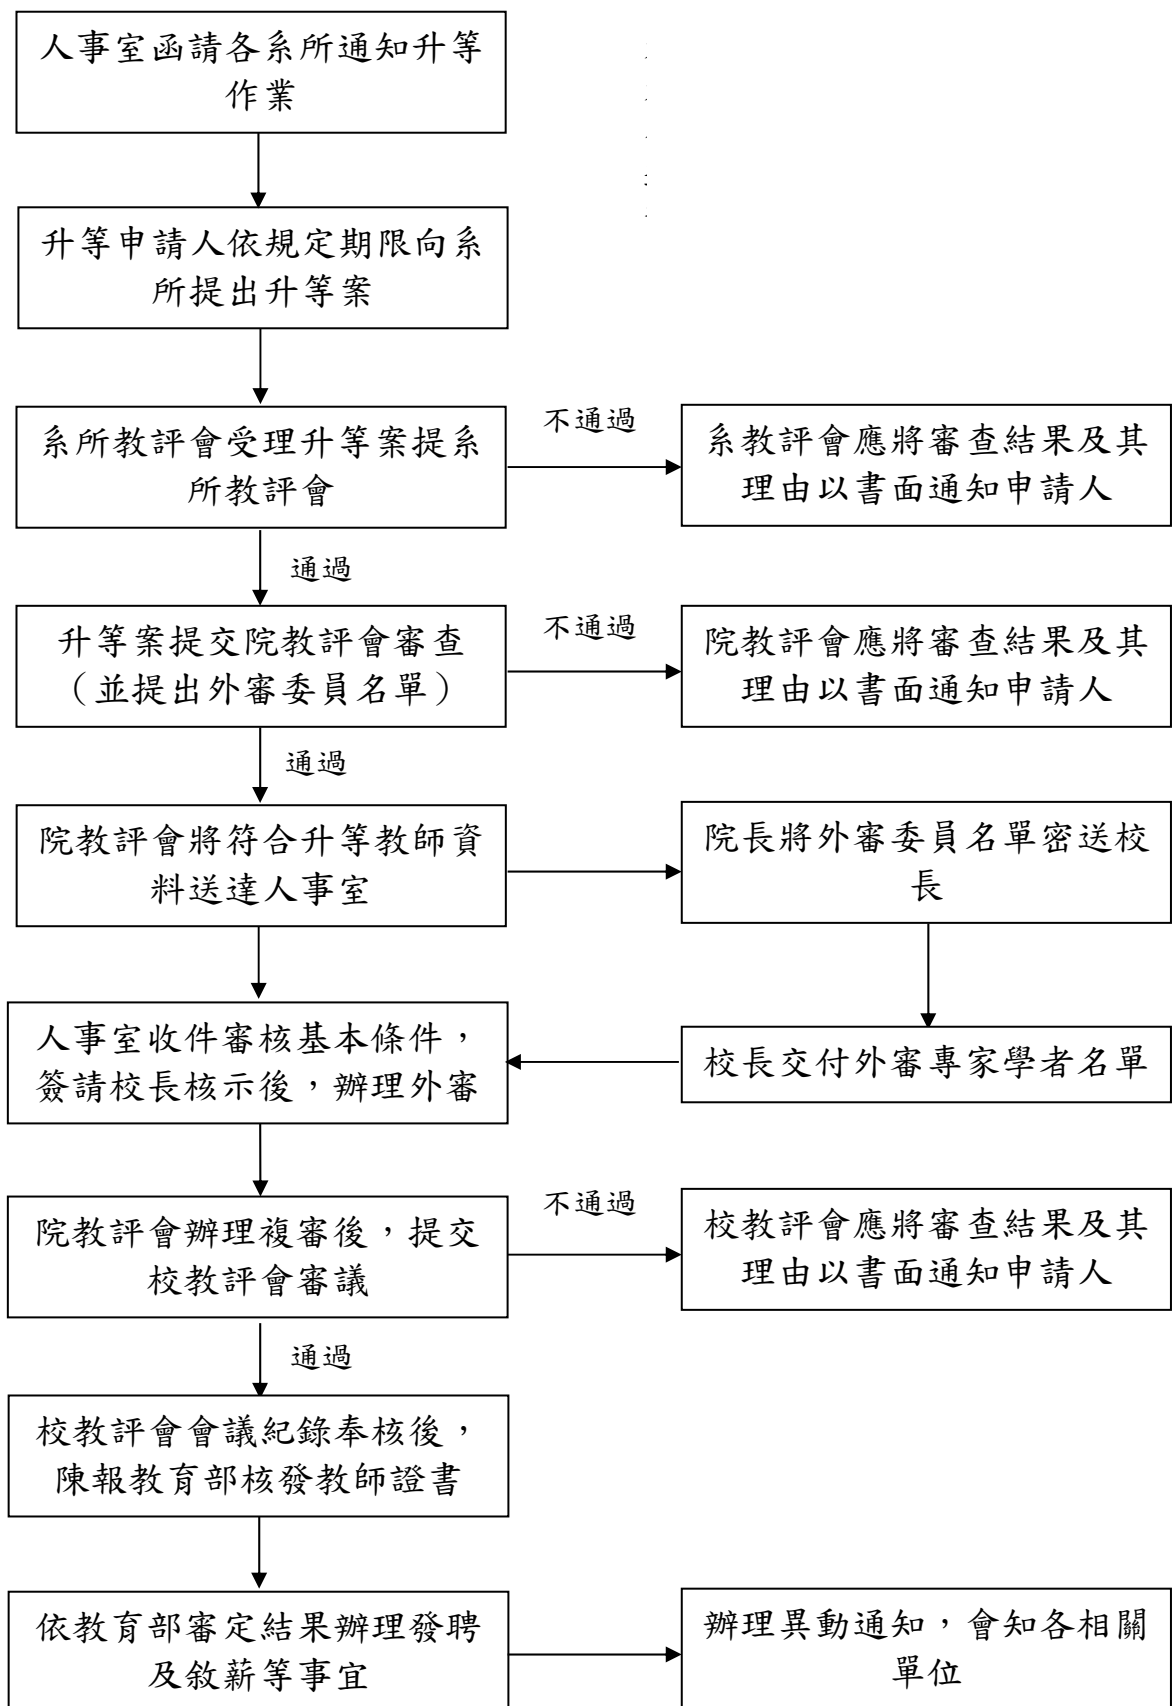 人事室函請各系所通知升等
作業
升等申請人依規定期限向系
所提出升等案
系所教評會受理升等案提系
所教評會
不通過
系教評會應將審查結果及其
理由以書面通知申請人
通過
升等案提交院教評會審查
（並提出外審委員名單）
不通過
院教評會應將審查結果及其
理由以書面通知申請人
通過
院教評會將符合升等教師資
料送達人事室
院長將外審委員名單密送校
長
人事室收件審核基本條件，
簽請校長核示後，辦理外審
校長交付外審專家學者名單
院教評會辦理複審後，提交
校教評會審議
不通過
校教評會應將審查結果及其
理由以書面通知申請人
通過
校教評會會議紀錄奉核後，
陳報教育部核發教師證書
依教育部審定結果辦理發聘
及敘薪等事宜
辦理異動通知，會知各相關
單位